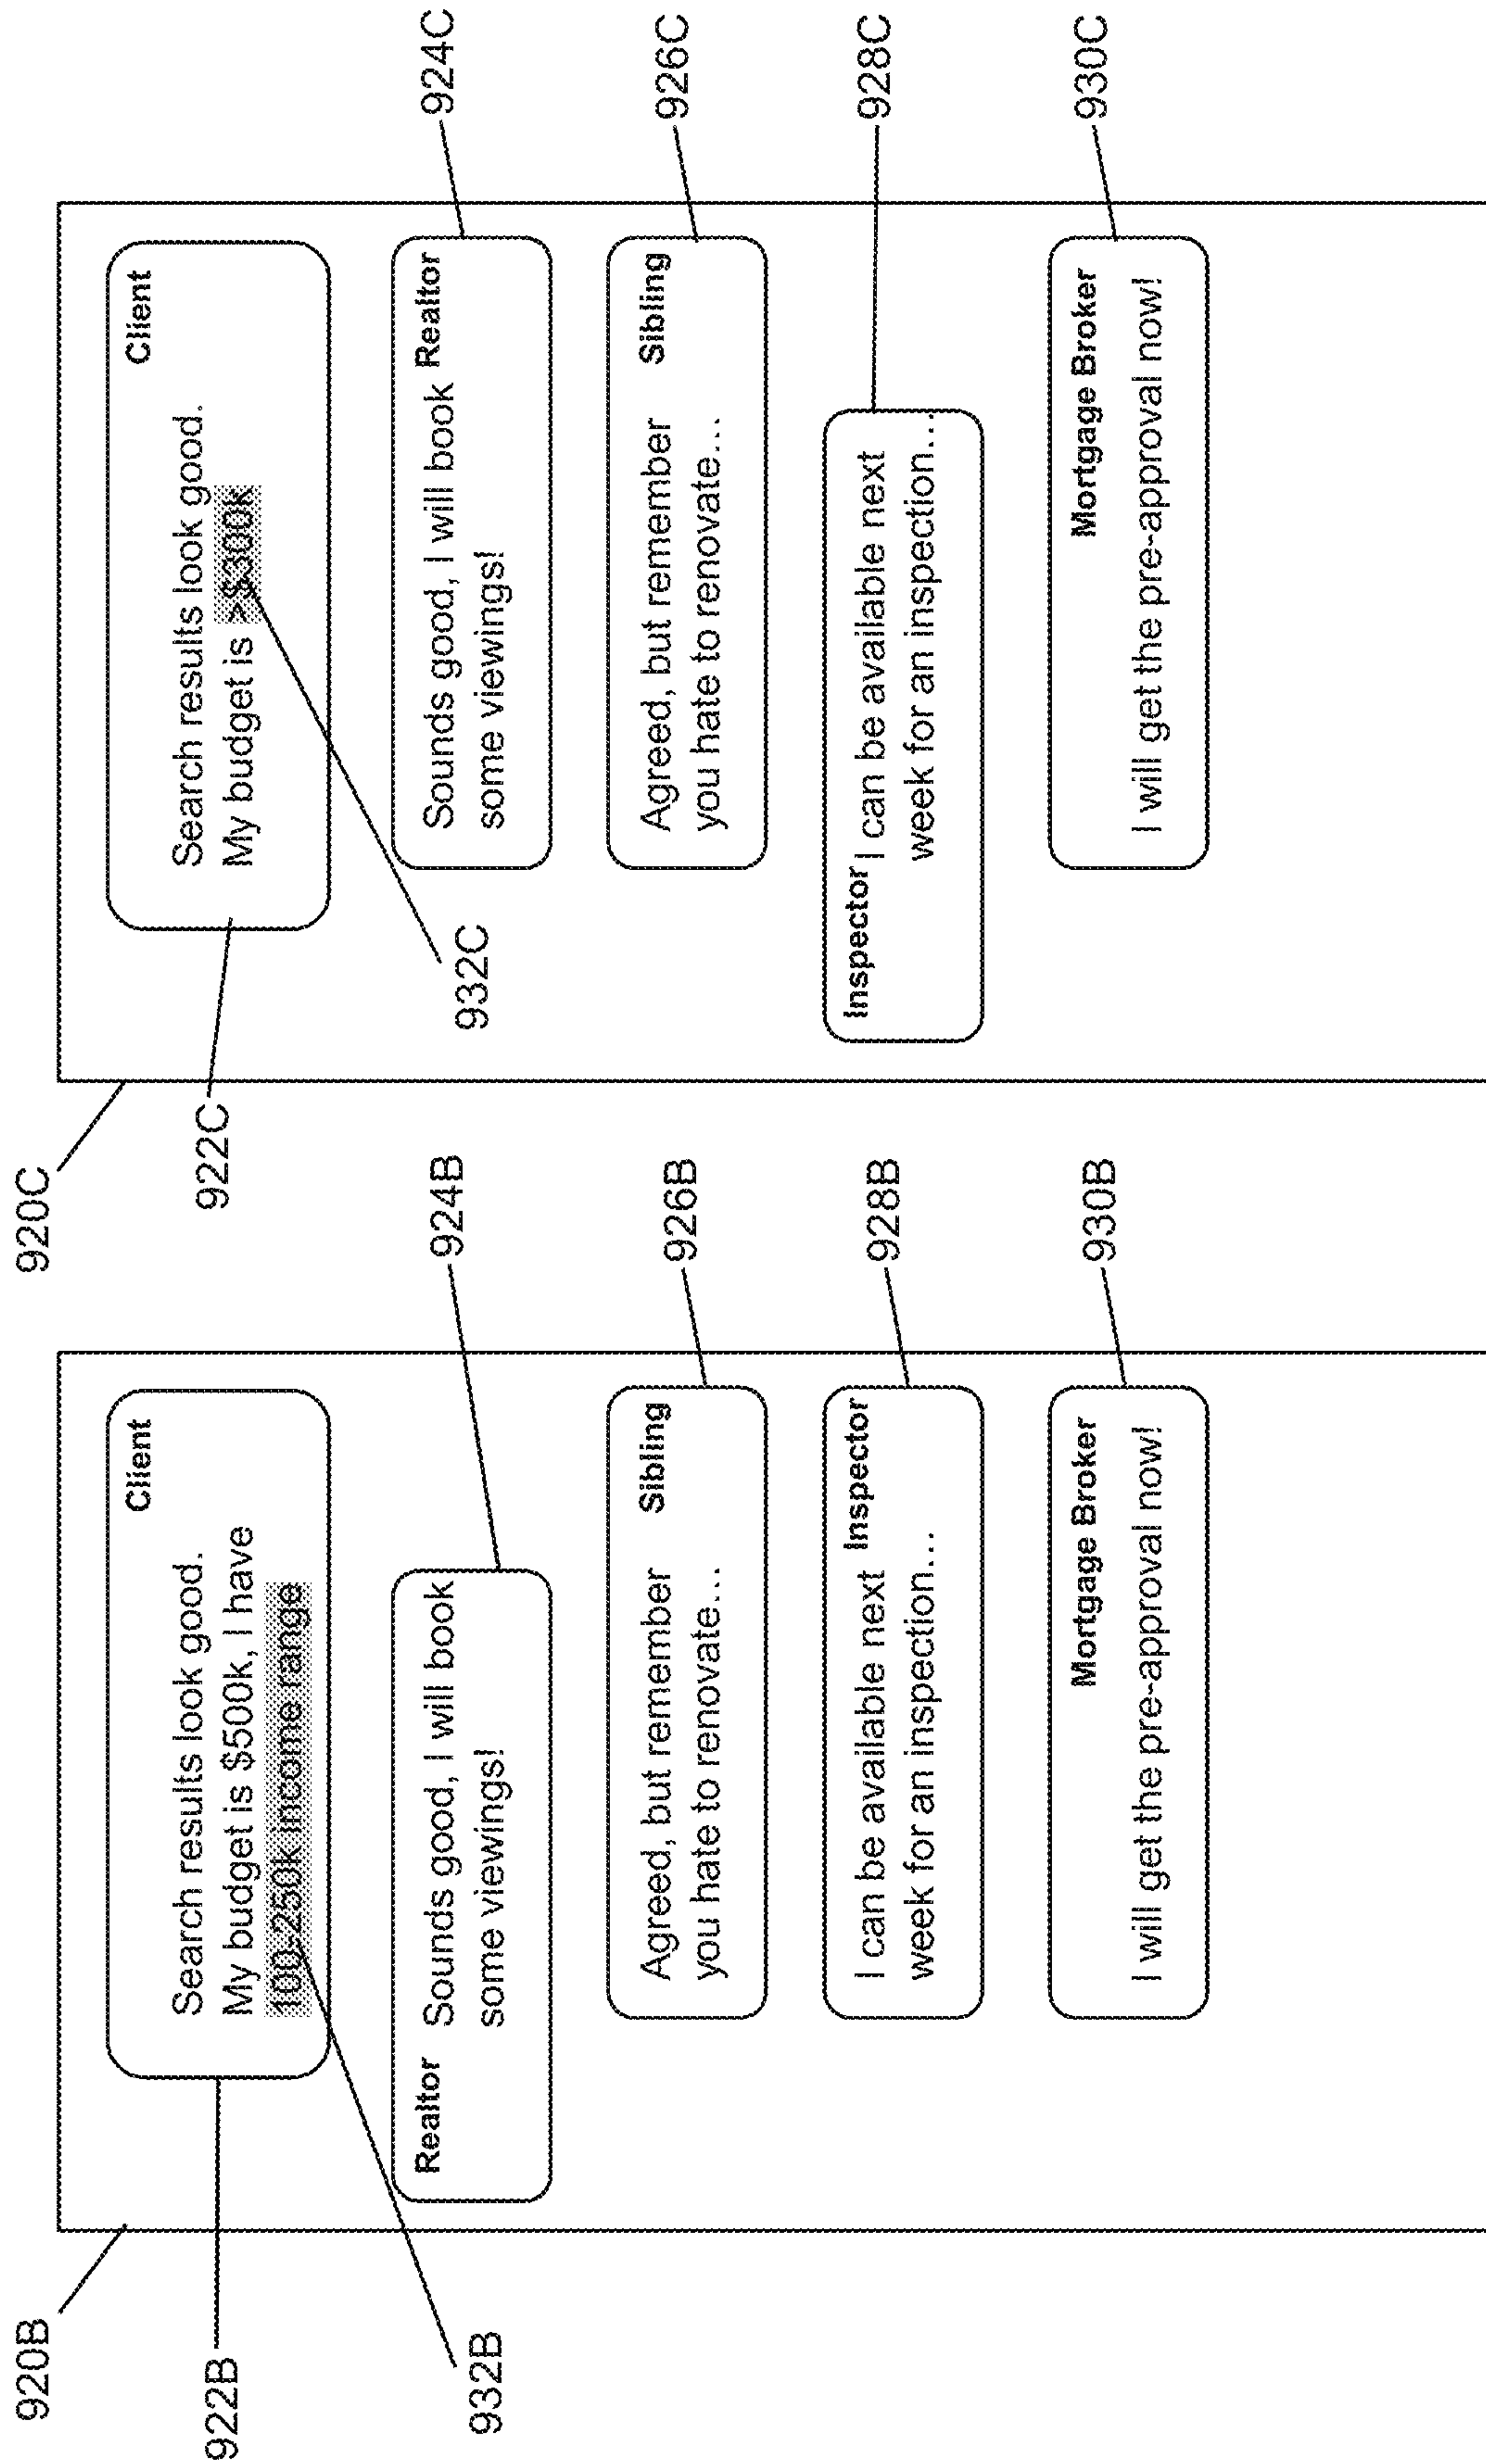 920B
922B
Client
Search results look good.
My budget is $500k, I have
100-250k income range
932B
Realtor
Sounds good, I will book
some viewings!
924B
Sibling
Agreed, but remember
you hate to renovate...
926B
Inspector
I can be available next
week for an inspection...
928B
Mortgage Broker
I will get the pre-approval now!
930B
920C
922C
Client
Search results look good.
My budget is >$300k
932C
Realtor
Sounds good, I will book
some viewings!
924C
Sibling
Agreed, but remember
you hate to renovate...
926C
Inspector
I can be available next
week for an inspection...
928C
Mortgage Broker
I will get the pre-approval now!
930C